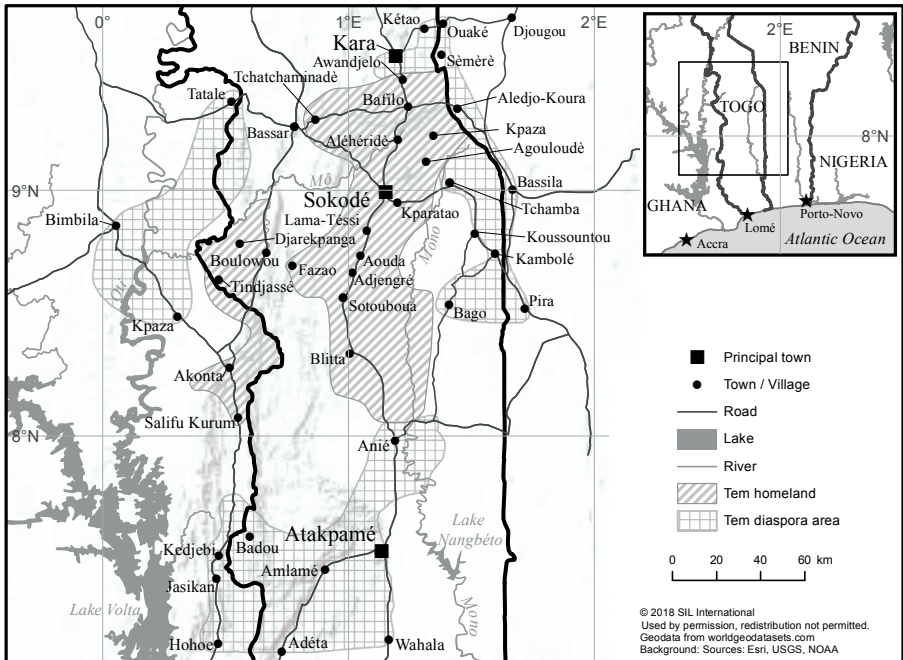 0°
1°E
2°E
Kétao
Ouaké
Djougou
Kara
Awandjelo
Sèmèrè
Tchatchaminadè
Tatale
Bafilo
Aledjo-Koura
Bassar
Aléhéridè
Kpaza
Agouloudè
9°N
Mô
Sokodé
Bassila
Tchamba
Kparatao
Bimbila
Lama-Téssi
Mono
Koussountou
Djarekpanga
Boulowou
Aouda
Kambolé
Fazao
Adjengré
Oti
Tindjassé
Sotouboua
Bago
Pira
Kpaza
Blitta
Akonta
Salifu Kurum
8°N
Anié
Atakpamé
Lake
Nangbéto
Kedjebi
Badou
Amlamé
Jasikan
Mono
Lake Volta
Hohoe
Adéta
Wahala
2°E
BENIN
TOGO
8°N
NIGERIA
GHANA
Porto-Novo
Lomé
Accra
Atlantic Ocean
Principal town
Town / Village
Road
Lake
River
Tem homeland
Tem diaspora area
0 20 40 60 km
© 2018 SIL International
Used by permission, redistribution not permitted.
Geodata from worldgeodatasets.com
Background: Sources: Esri, USGS, NOAA